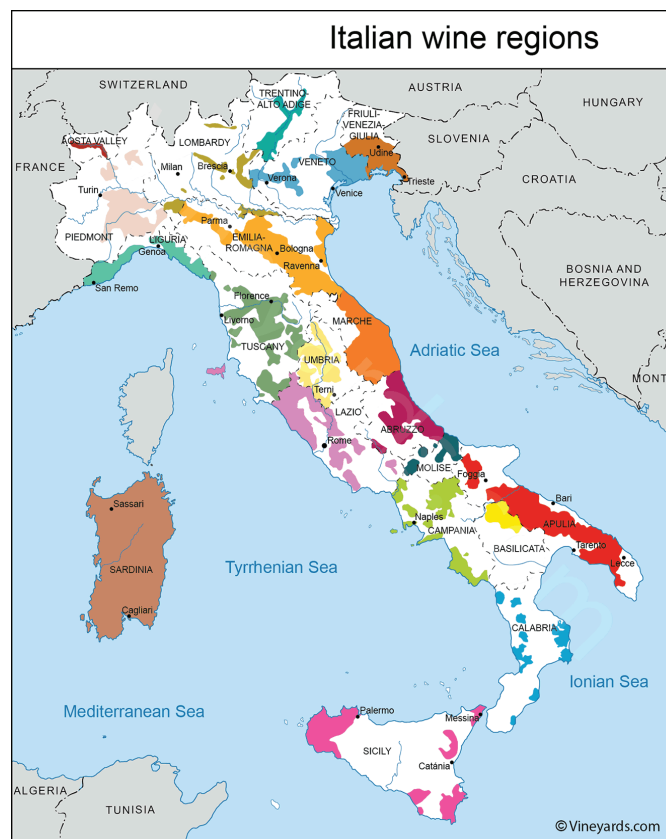 Italian wine regions
SWITZERLAND
AUSTRIA
HUNGARY
TRENTINO
ALTO ADIGE
FRIULI-
VENEZIA-
GIULIA
SLOVENIA
CROATIA
AOSTA VALLEY
LOMBARDY
FRANCE
Milan
Brescia
VENETO
Udine
Verona
Trieste
Turin
Venice
PIEDMONT
LIGURIA
Genoa
Parma
EMILIA-
ROMAGNA
Bologna
Ravenna
BOSNIA AND
HERZEGOVINA
San Remo
Florence
Livorno
MARCHE
TUSCANY
UMBRIA
Adriatic Sea
MONT
Terni
LAZIO
ABRUZZO
Rome
MOLISE
Foggia
Sassari
Bari
Naples
CAMPANIA
APULIA
BASILICATA
Tarento
Lecce
Tyrrhenian Sea
SARDINIA
Cagliari
CALABRIA
Ionian Sea
Mediterranean Sea
Palermo
Messina
SICILY
Catánia
ALGERIA
TUNISIA
© Vineyards.com